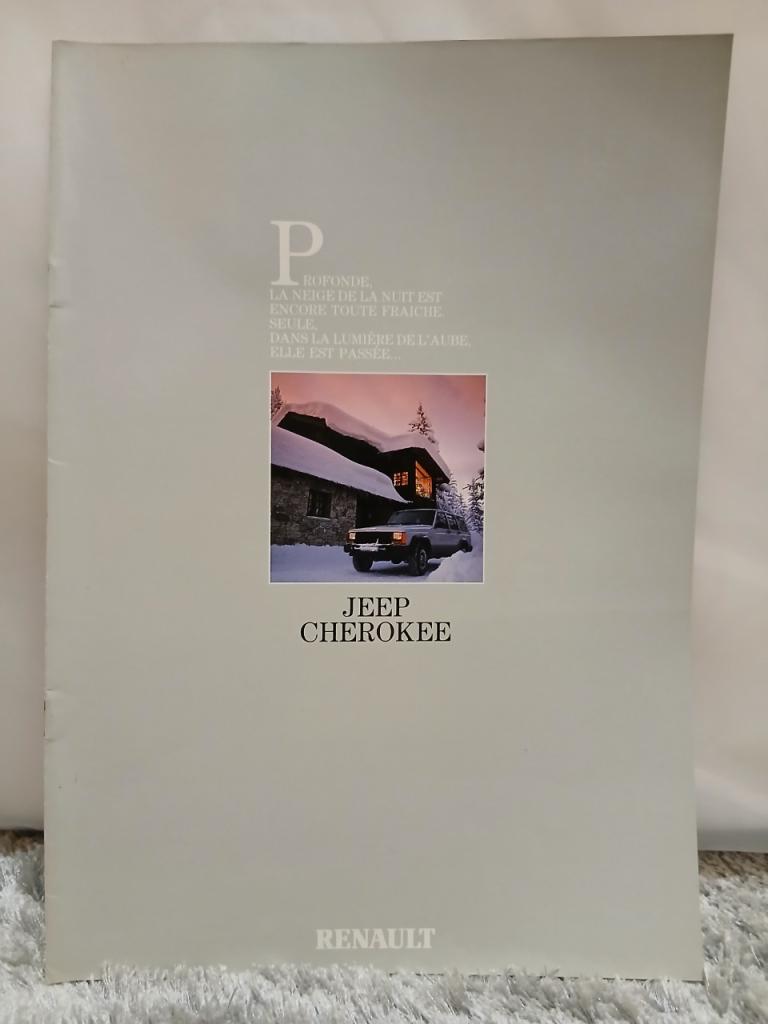 PROFONDE,
LA NEIGE DE LA NUIT EST
ENCORE TOUTE FRAICHE.
SEULE,
DANS LA LUMIÈRE DE L'AUBE,
ELLE EST PASSÉE...
JEEP
CHEROKEE
RENAULT